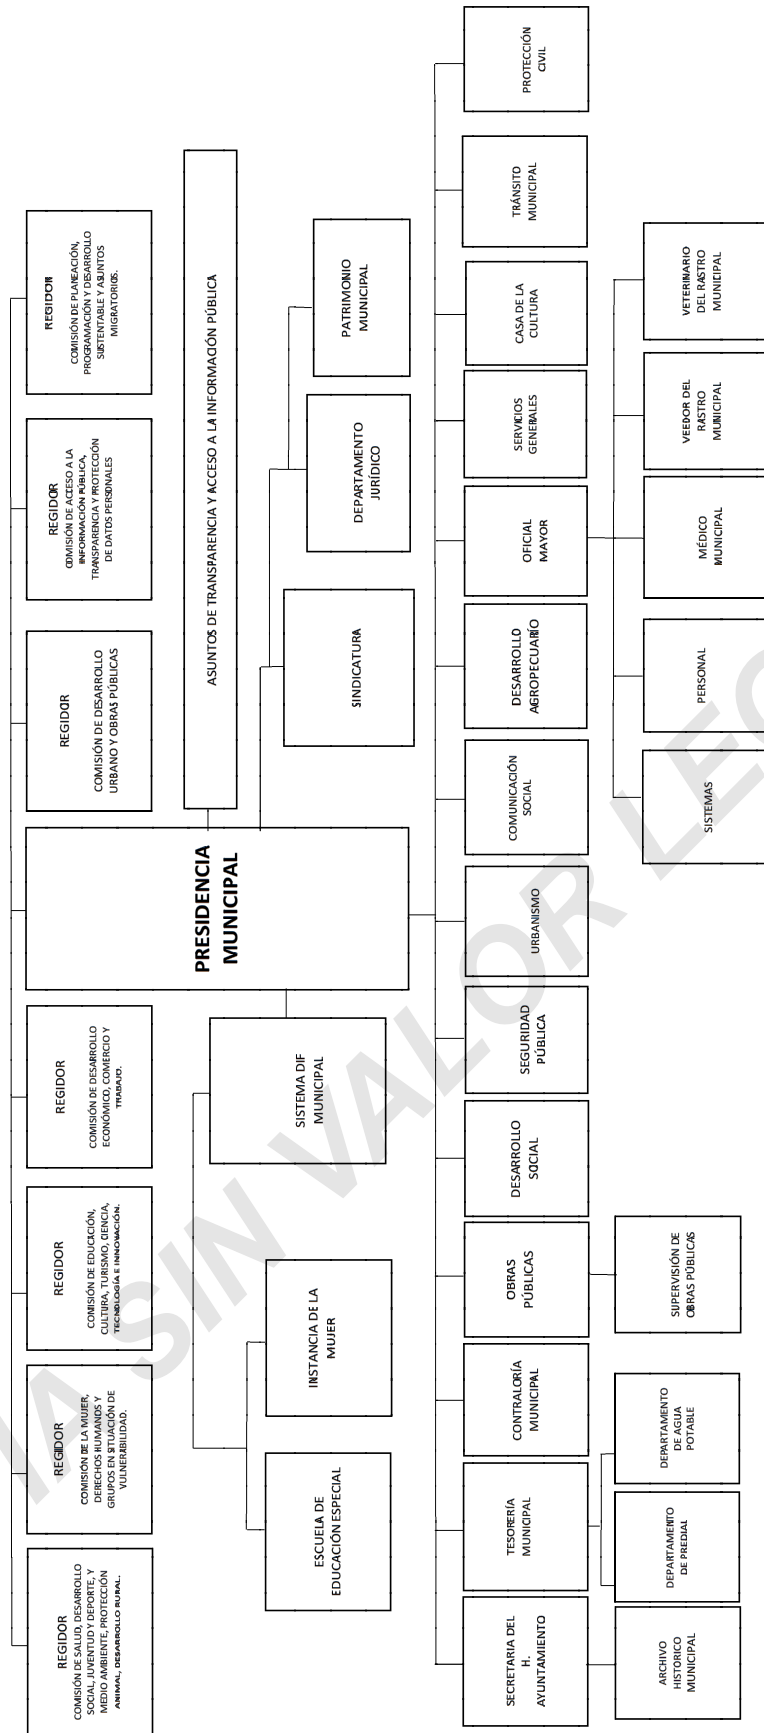 REGIDOR
COMISIÓN DE SALUD, DESARROLLO
SOCIAL, JUVENTUD Y DEPORTE, Y
MEDIO AMBIENTE, PROTECCIÓN
ANIMAL, DESARROLLO RURAL.
REGIDOR
COMISIÓN DE LA MUJER,
DERECHOS HUMANOS Y
GRUPOS EN SITUACIÓN DE
VULNERABILIDAD.
REGIDOR
COMISIÓN DE EDUCACIÓN,
CULTURA, TURISMO, CIENCIA,
TECNOLOGÍA E INNOVACIÓN.
REGIDOR
COMISIÓN DE DESARROLLO
ECONÓMICO, COMERCIO Y
TRABAJO.
REGIDOR
COMISIÓN DE DESARROLLO
URBANO Y OBRAS PÚBLICAS
REGIDOR
COMISIÓN DE ACCESO A LA
INFORMACIÓN PÚBLICA,
TRANSPARENCIA Y PROTECCIÓN
DE DATOS PERSONALES
REGIDOR
COMISIÓN DE PLANEACIÓN,
PROGRAMACIÓN Y DESARROLLO
SUSTENTABLE Y ASUNTOS
MIGRATORIOS.
PRESIDENCIA
MUNICIPAL
ASUNTOS DE TRANSPARENCIA Y ACCESO A LA INFORMACIÓN PÚBLICA
SISTEMA DIF
MUNICIPAL
ESCUELA DE
EDUCACIÓN ESPECIAL
INSTANCIA DE LA
MUJER
SINDICATURA
DEPARTAMENTO
JURÍDICO
PATRIMONIO
MUNICIPAL
SECRETARIA DEL
H.
AYUNTAMIENTO
TESORERÍA
MUNICIPAL
CONTRALORÍA
MUNICIPAL
OBRAS
PÚBLICAS
DESARROLLO
SOCIAL
SEGURIDAD
PÚBLICA
URBANISMO
COMUNICACIÓN
SOCIAL
DESARROLLO
AGROPECUARÍO
OFICIAL
MAYOR
SERVICIOS
GENERALES
CASA DE LA
CULTURA
TRÁNSITO
MUNICIPAL
PROTECCIÓN
CIVIL
ARCHIVO
HISTORICO
MUNICIPAL
DEPARTAMENTO
DE PREDIAL
DEPARTAMENTO
DE AGUA
POTABLE
SUPERVISIÓN DE
OBRAS PÚBLICAS
SISTEMAS
PERSONAL
MÉDICO
MUNICIPAL
VEEDOR DEL
RASTRO
MUNICIPAL
VETERINARIO
DEL RASTRO
MUNICIPAL
SIN VALOR